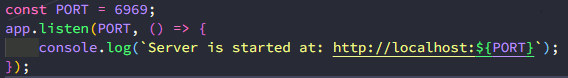 const PORT = 6969;
app.listen(PORT, () => {
    console.log(`Server is started at: http://localhost:${PORT}`);
});